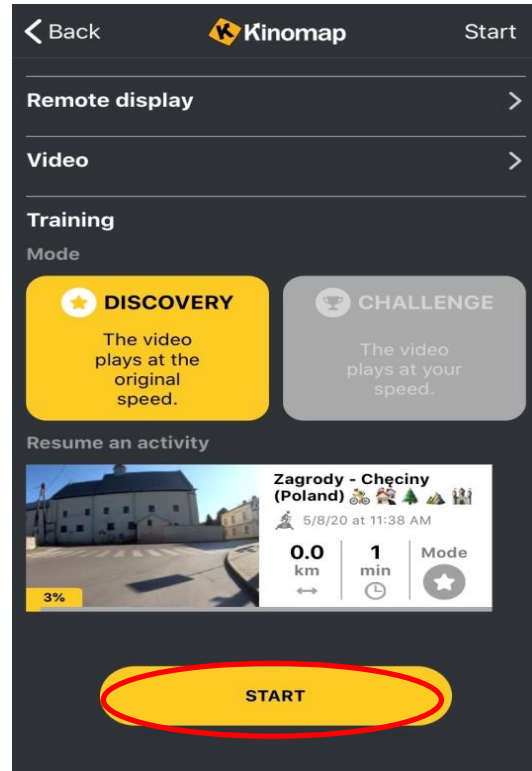 Back
Kinomap
Start
Remote display
Video
Training
Mode
DISCOVERY
The video
plays at the
original
speed.
CHALLENGE
The video
plays at your
speed.
Resume an activity
Zagrody - Chęciny
(Poland)
5/8/20 at 11:38 AM
0.0
km
1
min
Mode
3%
START